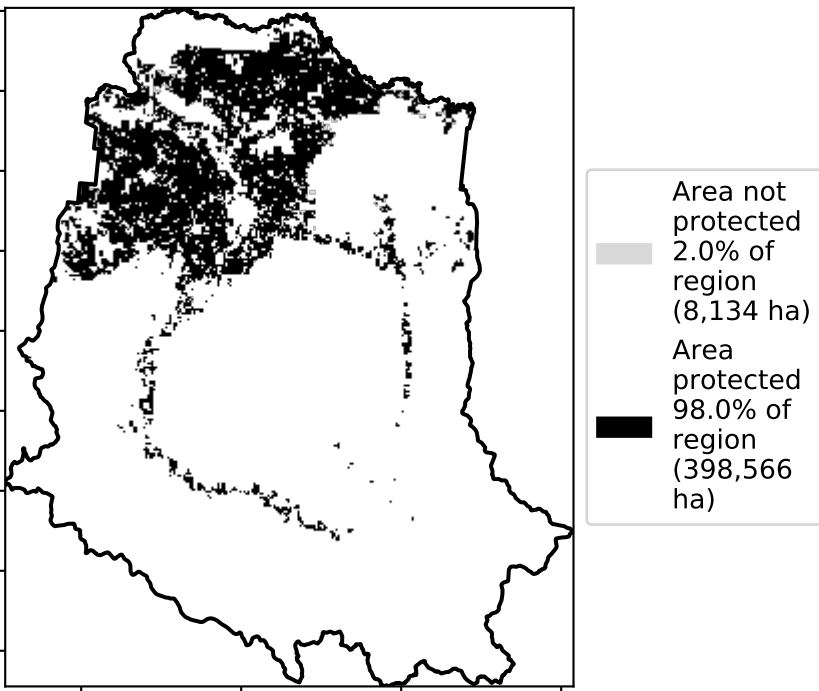 Area not
protected
2.0% of
region
(8,134 ha)
Area
protected
98.0% of
region
(398,566
ha)